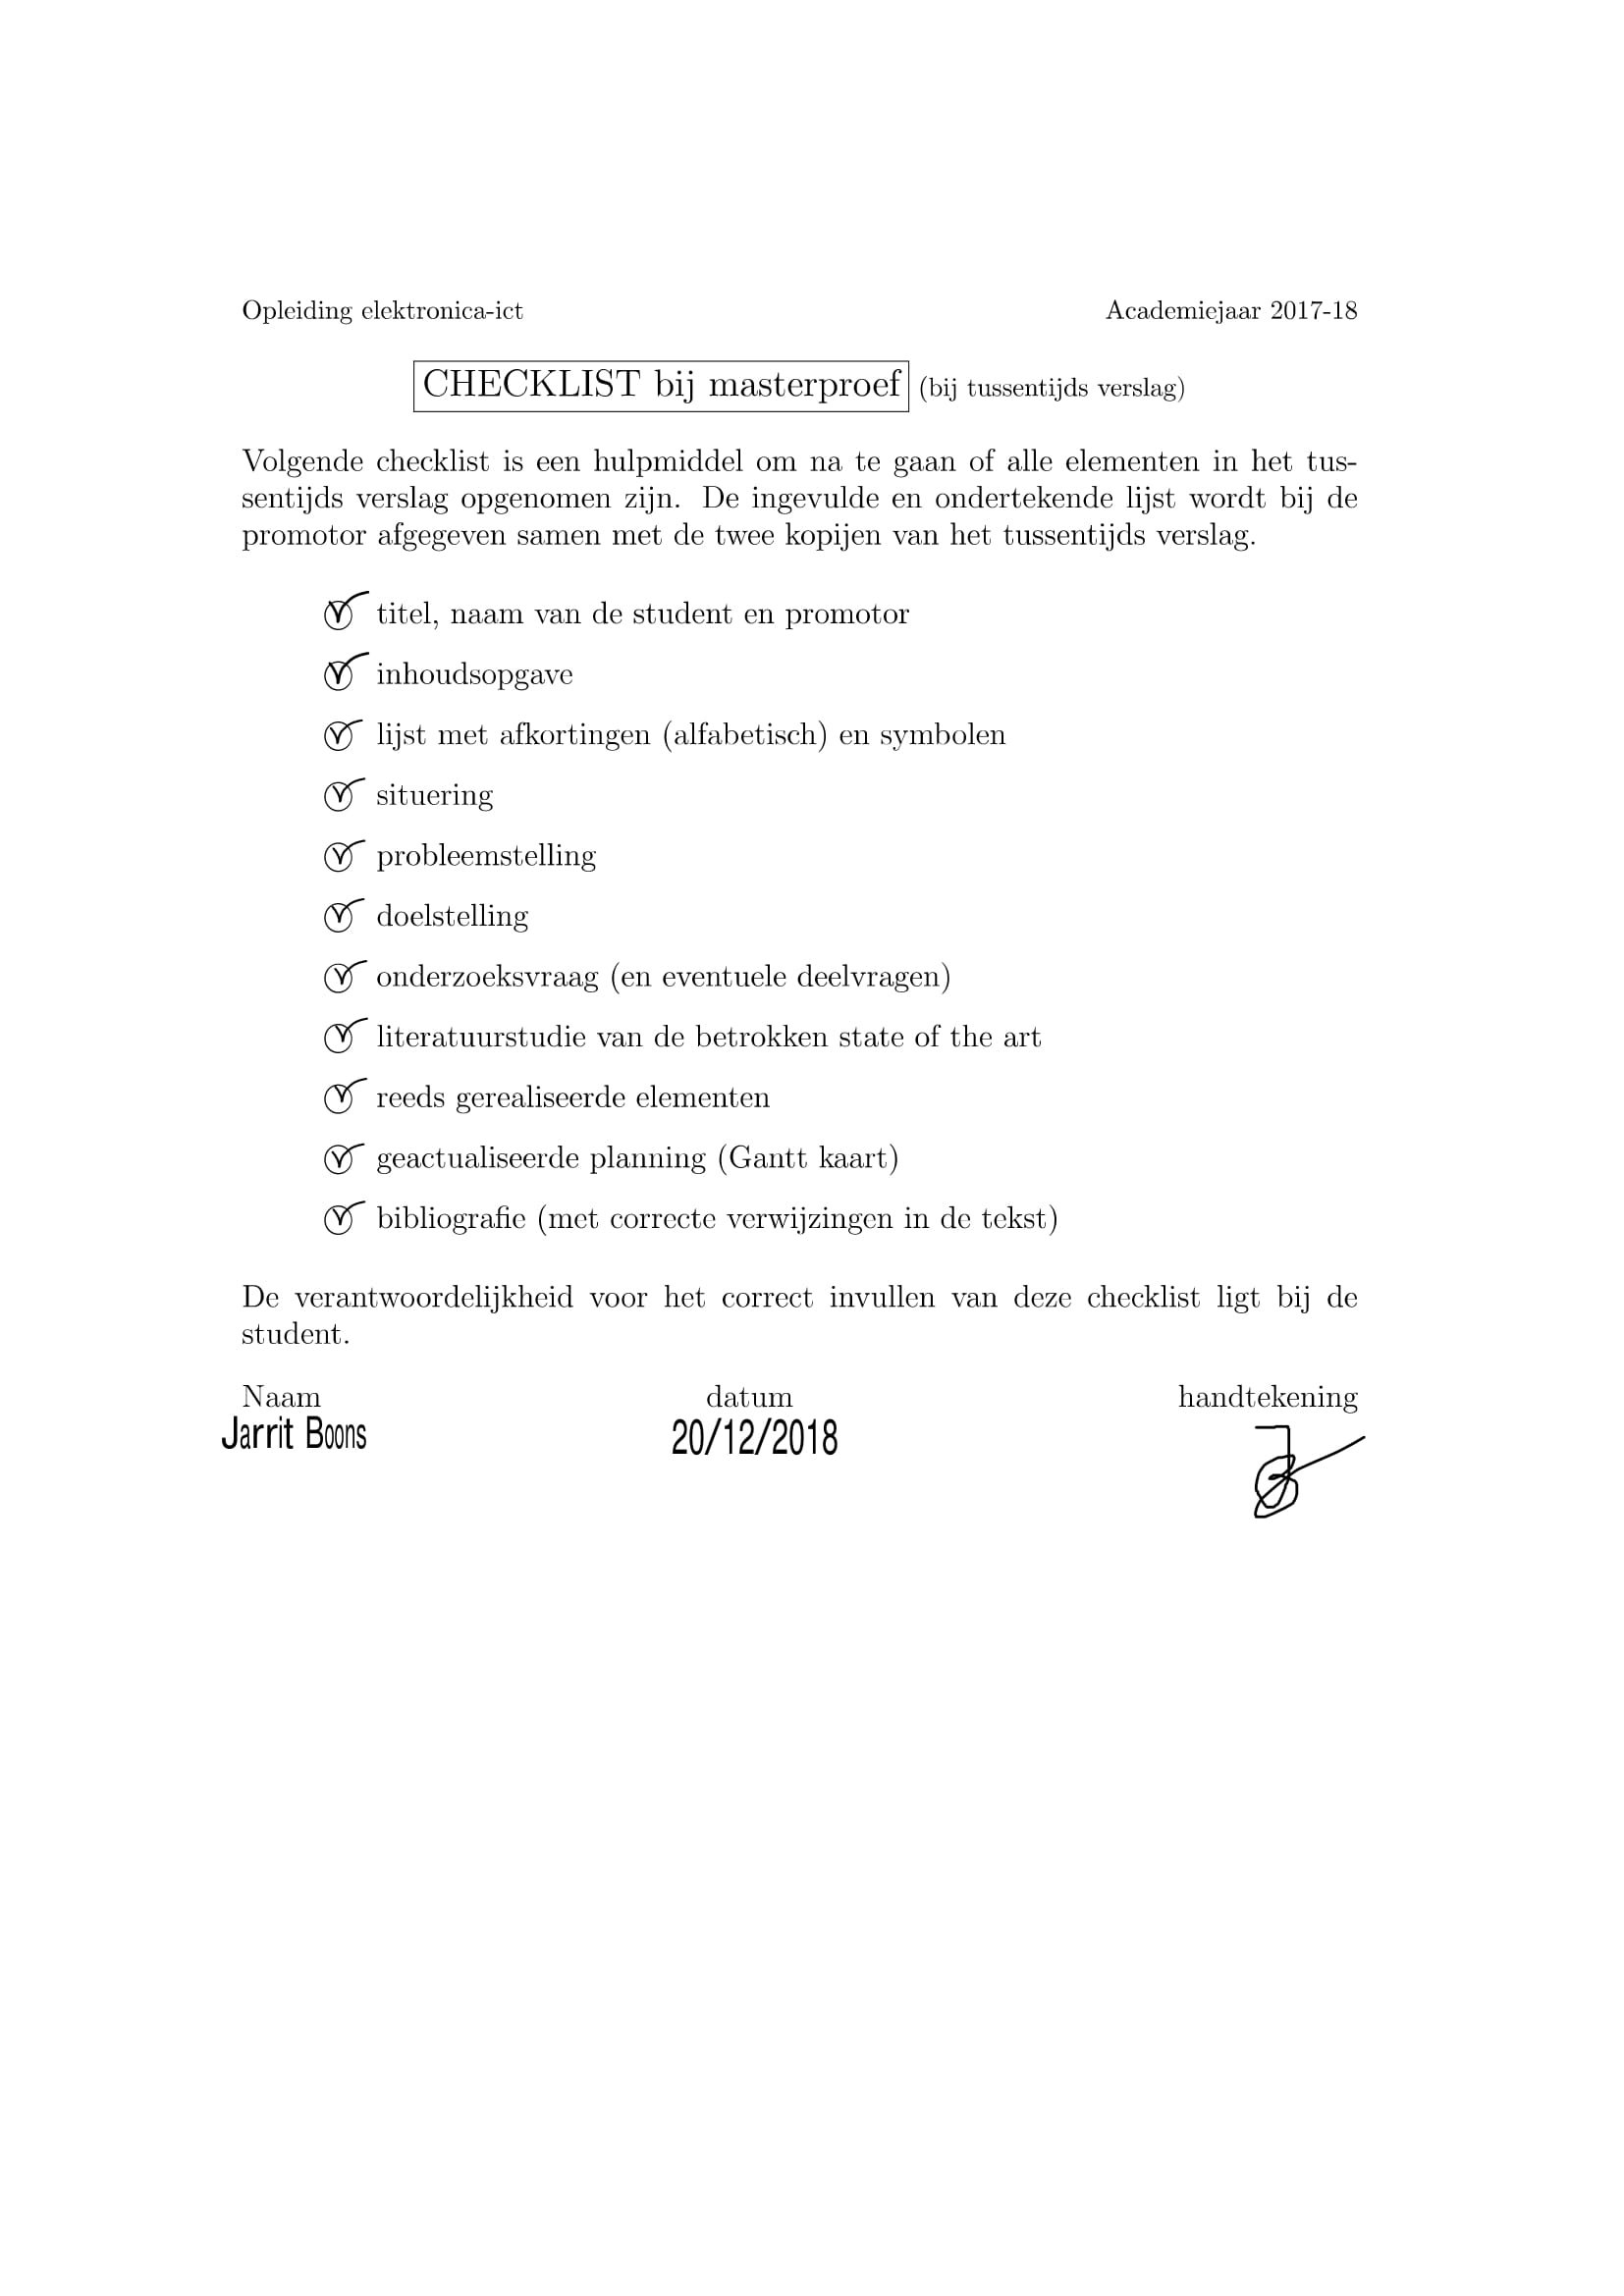 Opleiding elektronica-ict Academiejaar 2017-18
CHECKLIST bij masterproef (bij tussentijds verslag)
Volgende checklist is een hulpmiddel om na te gaan of alle elementen in het tus-
sentijds verslag opgenomen zijn. De ingevulde en ondertekende lijst wordt bij de
promotor afgegeven samen met de twee kopijen van het tussentijds verslag.
titel, naam van de student en promotor
inhoudsopgave
lijst met afkortingen (alfabetisch) en symbolen
situering
probleemstelling
doelstelling
onderzoeksvraag (en eventuele deelvragen)
literatuurstudie van de betrokken state of the art
reeds gerealiseerde elementen
geactualiseerde planning (Gantt kaart)
bibliografie (met correcte verwijzingen in de tekst)
De verantwoordelijkheid voor het correct invullen van deze checklist ligt bij de
student.
Naam datum handtekening
Jarrit Boons 20/12/2018